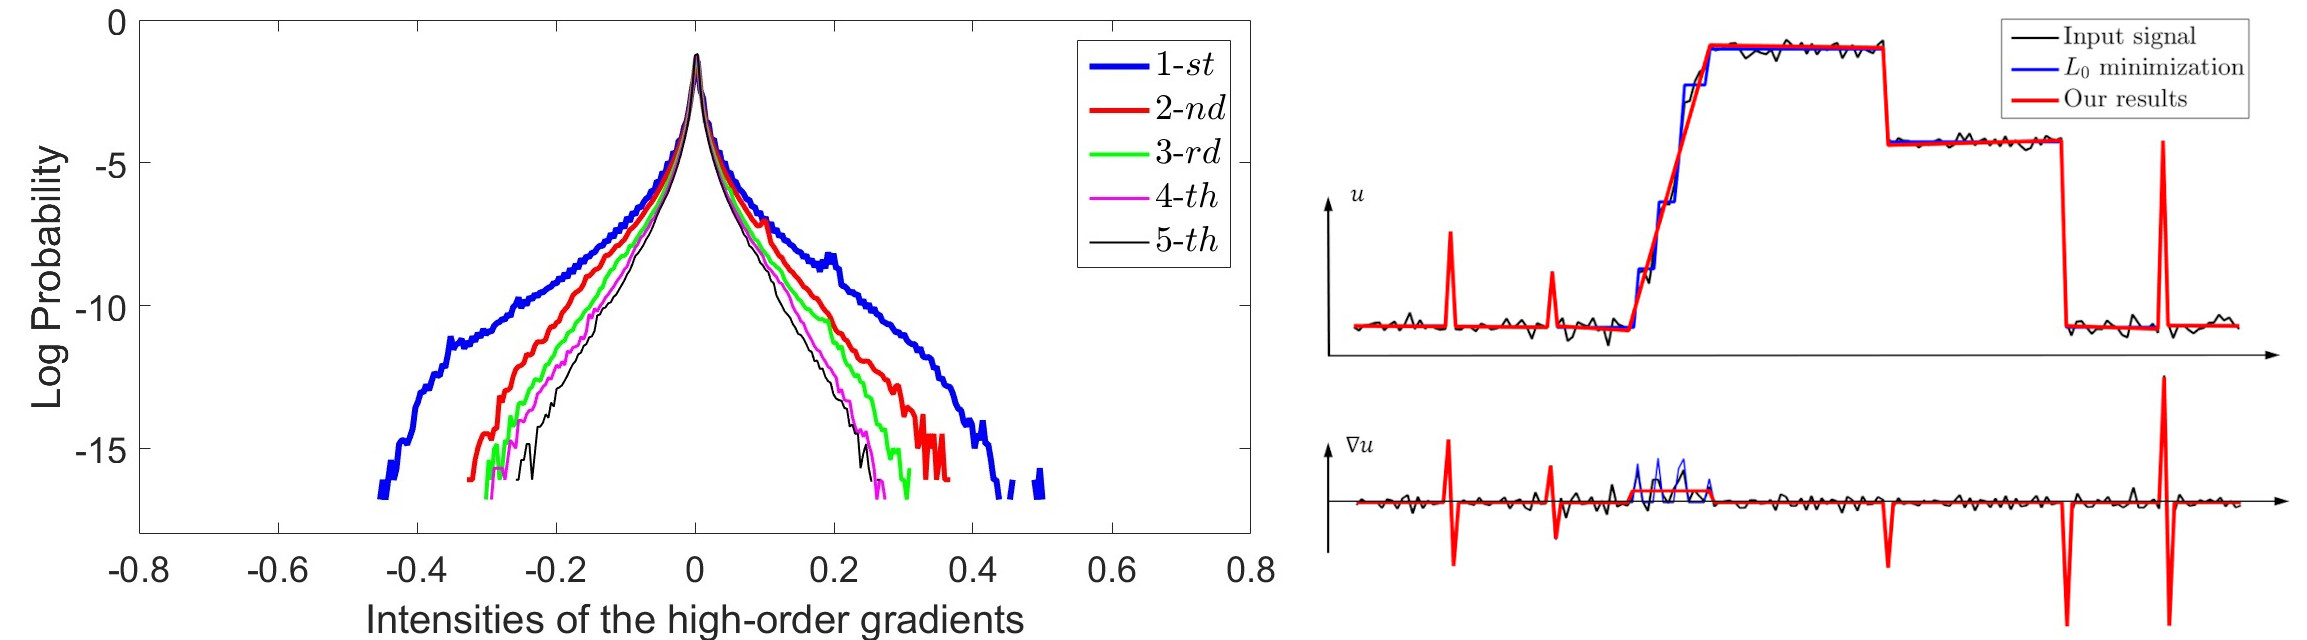 0
-5
-10
-15
Log Probability
-0.8 -0.6 -0.4 -0.2 0 0.2 0.4 0.6 0.8
Intensities of the high-order gradients
1-st
2-nd
3-rd
4-th
5-th
Input signal
L₀ minimization
Our results
u
∇u